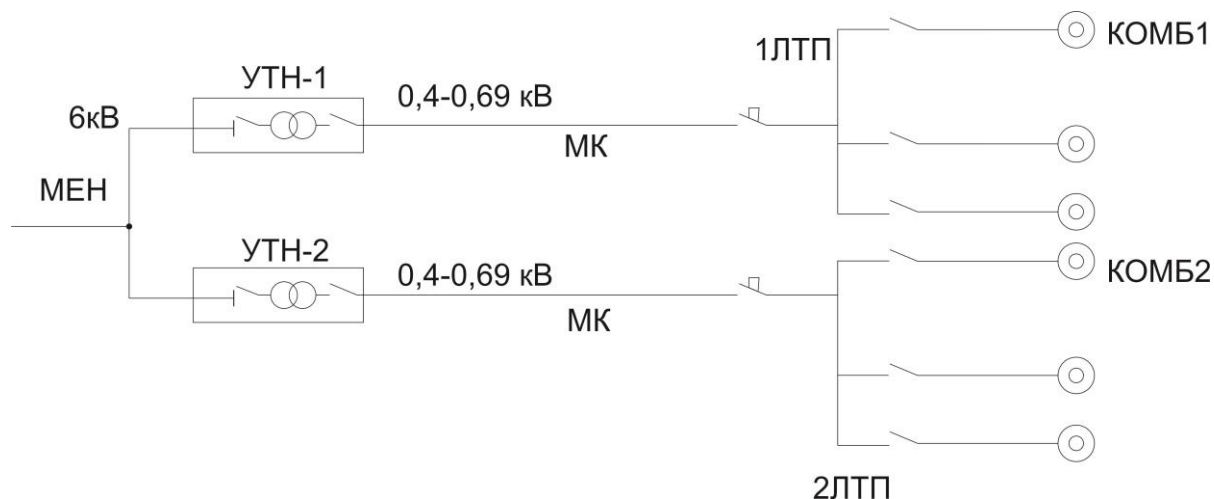 КОМБ1
1ЛТП
УТН-1
0,4-0,69 кВ
6кВ
МК
МЕН
УТН-2
КОМБ2
0,4-0,69 кВ
МК
2ЛТП